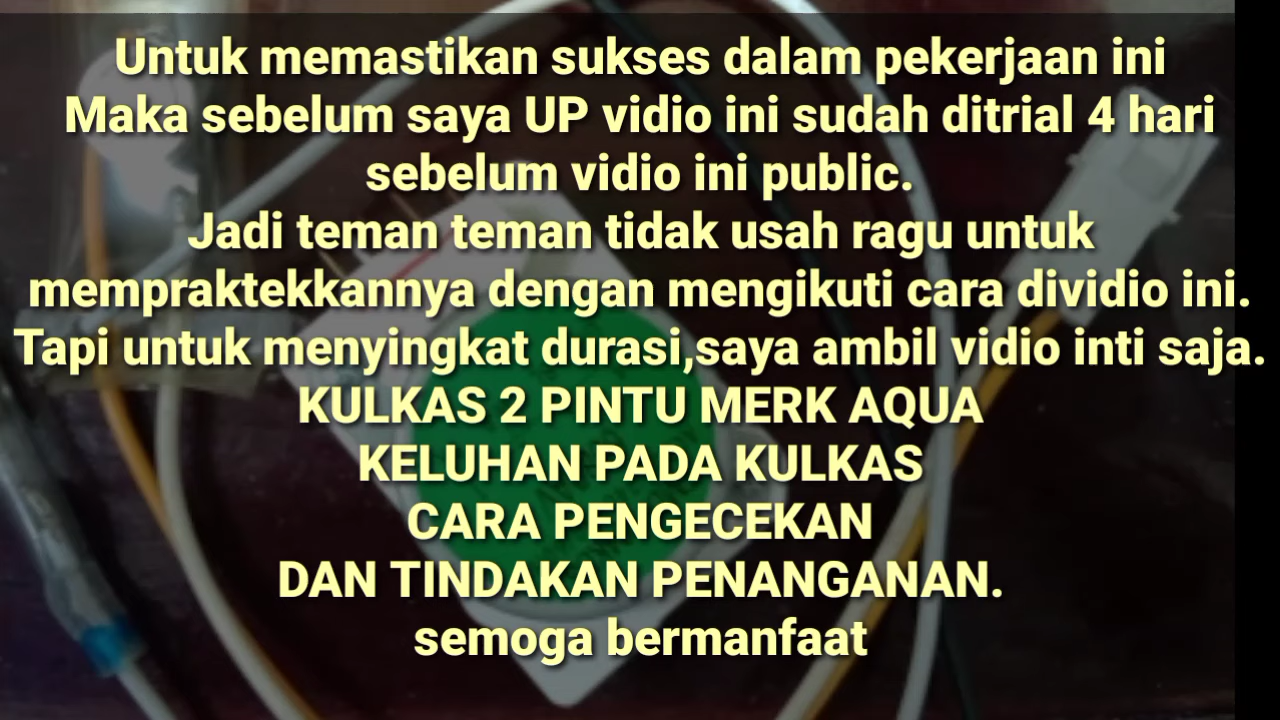 Untuk memastikan sukses dalam pekerjaan ini
Maka sebelum saya UP vidio ini sudah ditrial 4 hari
sebelum vidio ini public.
Jadi teman teman tidak usah ragu untuk
mempraktekkannya dengan mengikuti cara dividio ini.
Tapi untuk menyingkat durasi,saya ambil vidio inti saja.
KULKAS 2 PINTU MERK AQUA
KELUHAN PADA KULKAS
CARA PENGECEKAN
DAN TINDAKAN PENANGANAN.
semoga bermanfaat